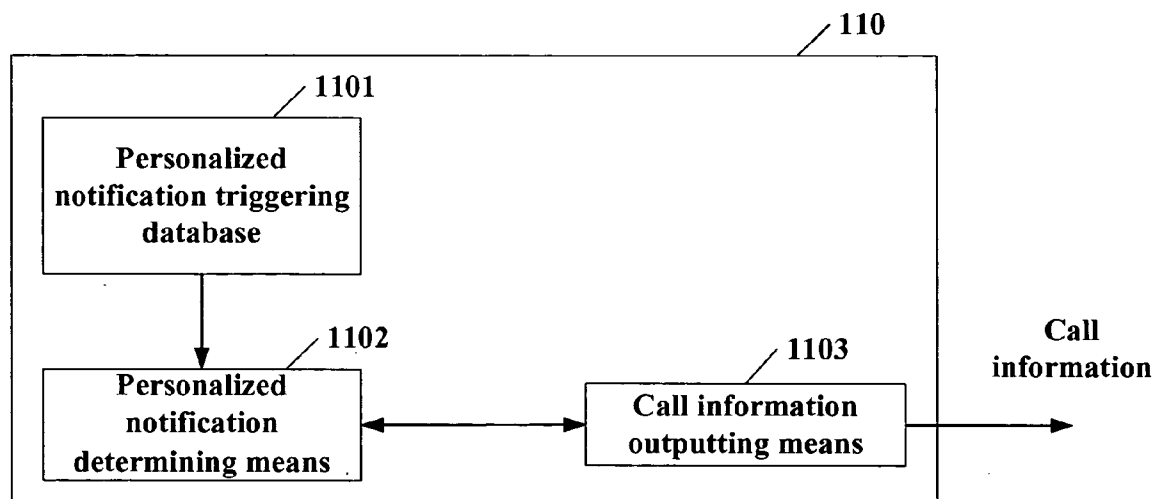 110
1101
Personalized
notification triggering
database
1102
Personalized
notification
determining means
1103
Call information
outputting means
Call
information